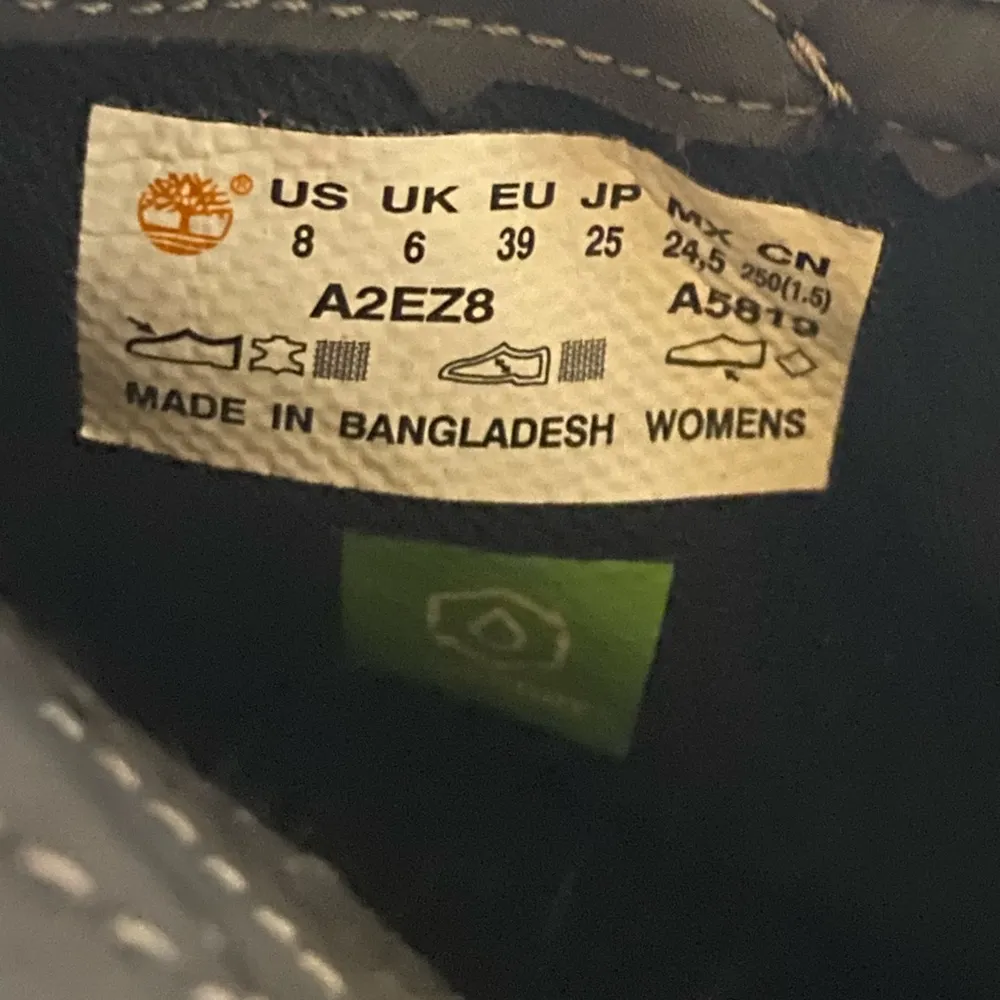 ® US UK EU JP MX CN
8 6 39 25 24,5 250(1.5)
A2EZ8 A5819
MADE IN BANGLADESH WOMENS